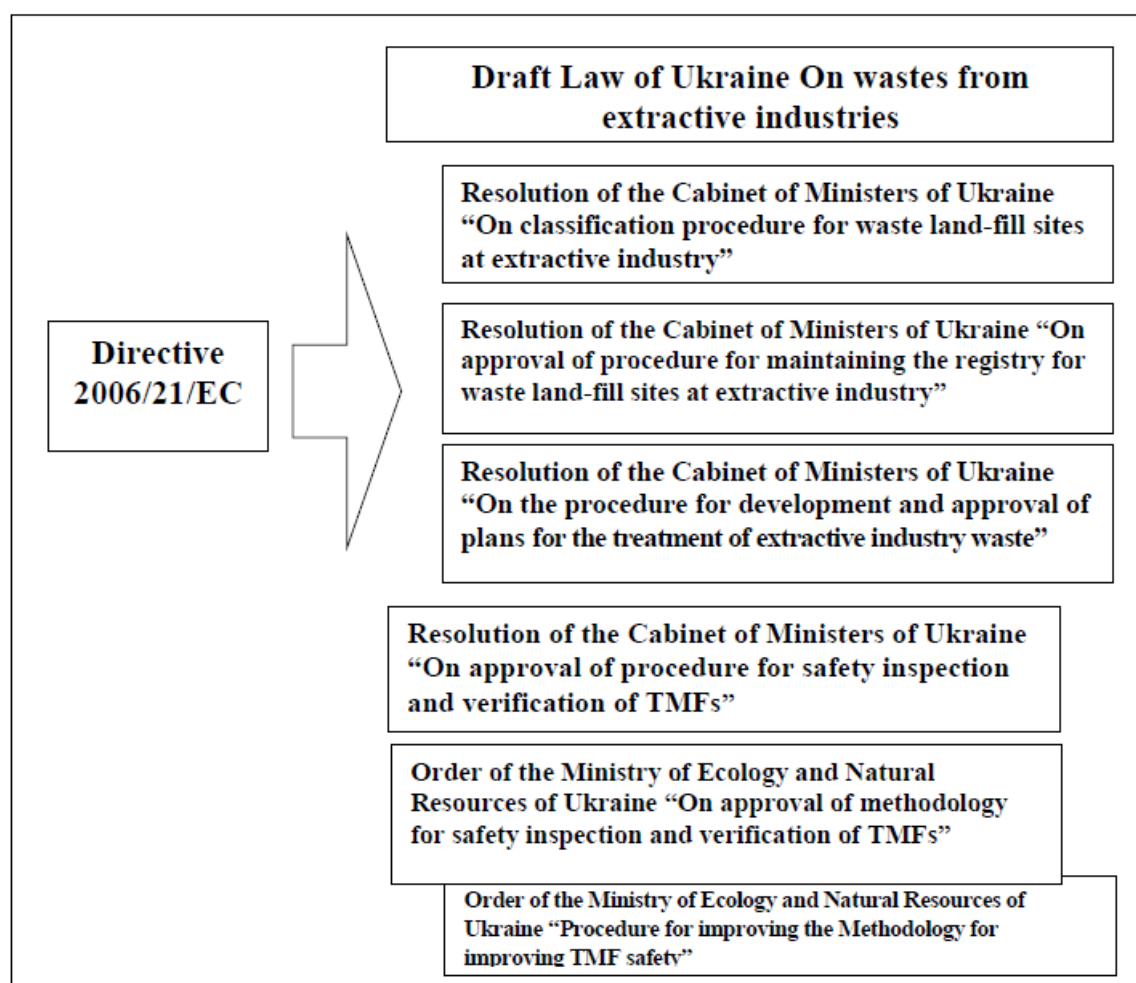 Draft Law of Ukraine On wastes from
extractive industries
Resolution of the Cabinet of Ministers of Ukraine
“On classification procedure for waste land-fill sites
at extractive industry”
Directive
2006/21/EC
Resolution of the Cabinet of Ministers of Ukraine “On
approval of procedure for maintaining the registry for
waste land-fill sites at extractive industry”
Resolution of the Cabinet of Ministers of Ukraine
“On the procedure for development and approval of
plans for the treatment of extractive industry waste”
Resolution of the Cabinet of Ministers of Ukraine
“On approval of procedure for safety inspection
and verification of TMFs”
Order of the Ministry of Ecology and Natural
Resources of Ukraine “On approval of methodology
for safety inspection and verification of TMFs”
Order of the Ministry of Ecology and Natural Resources of
Ukraine “Procedure for improving the Methodology for
improving TMF safety”